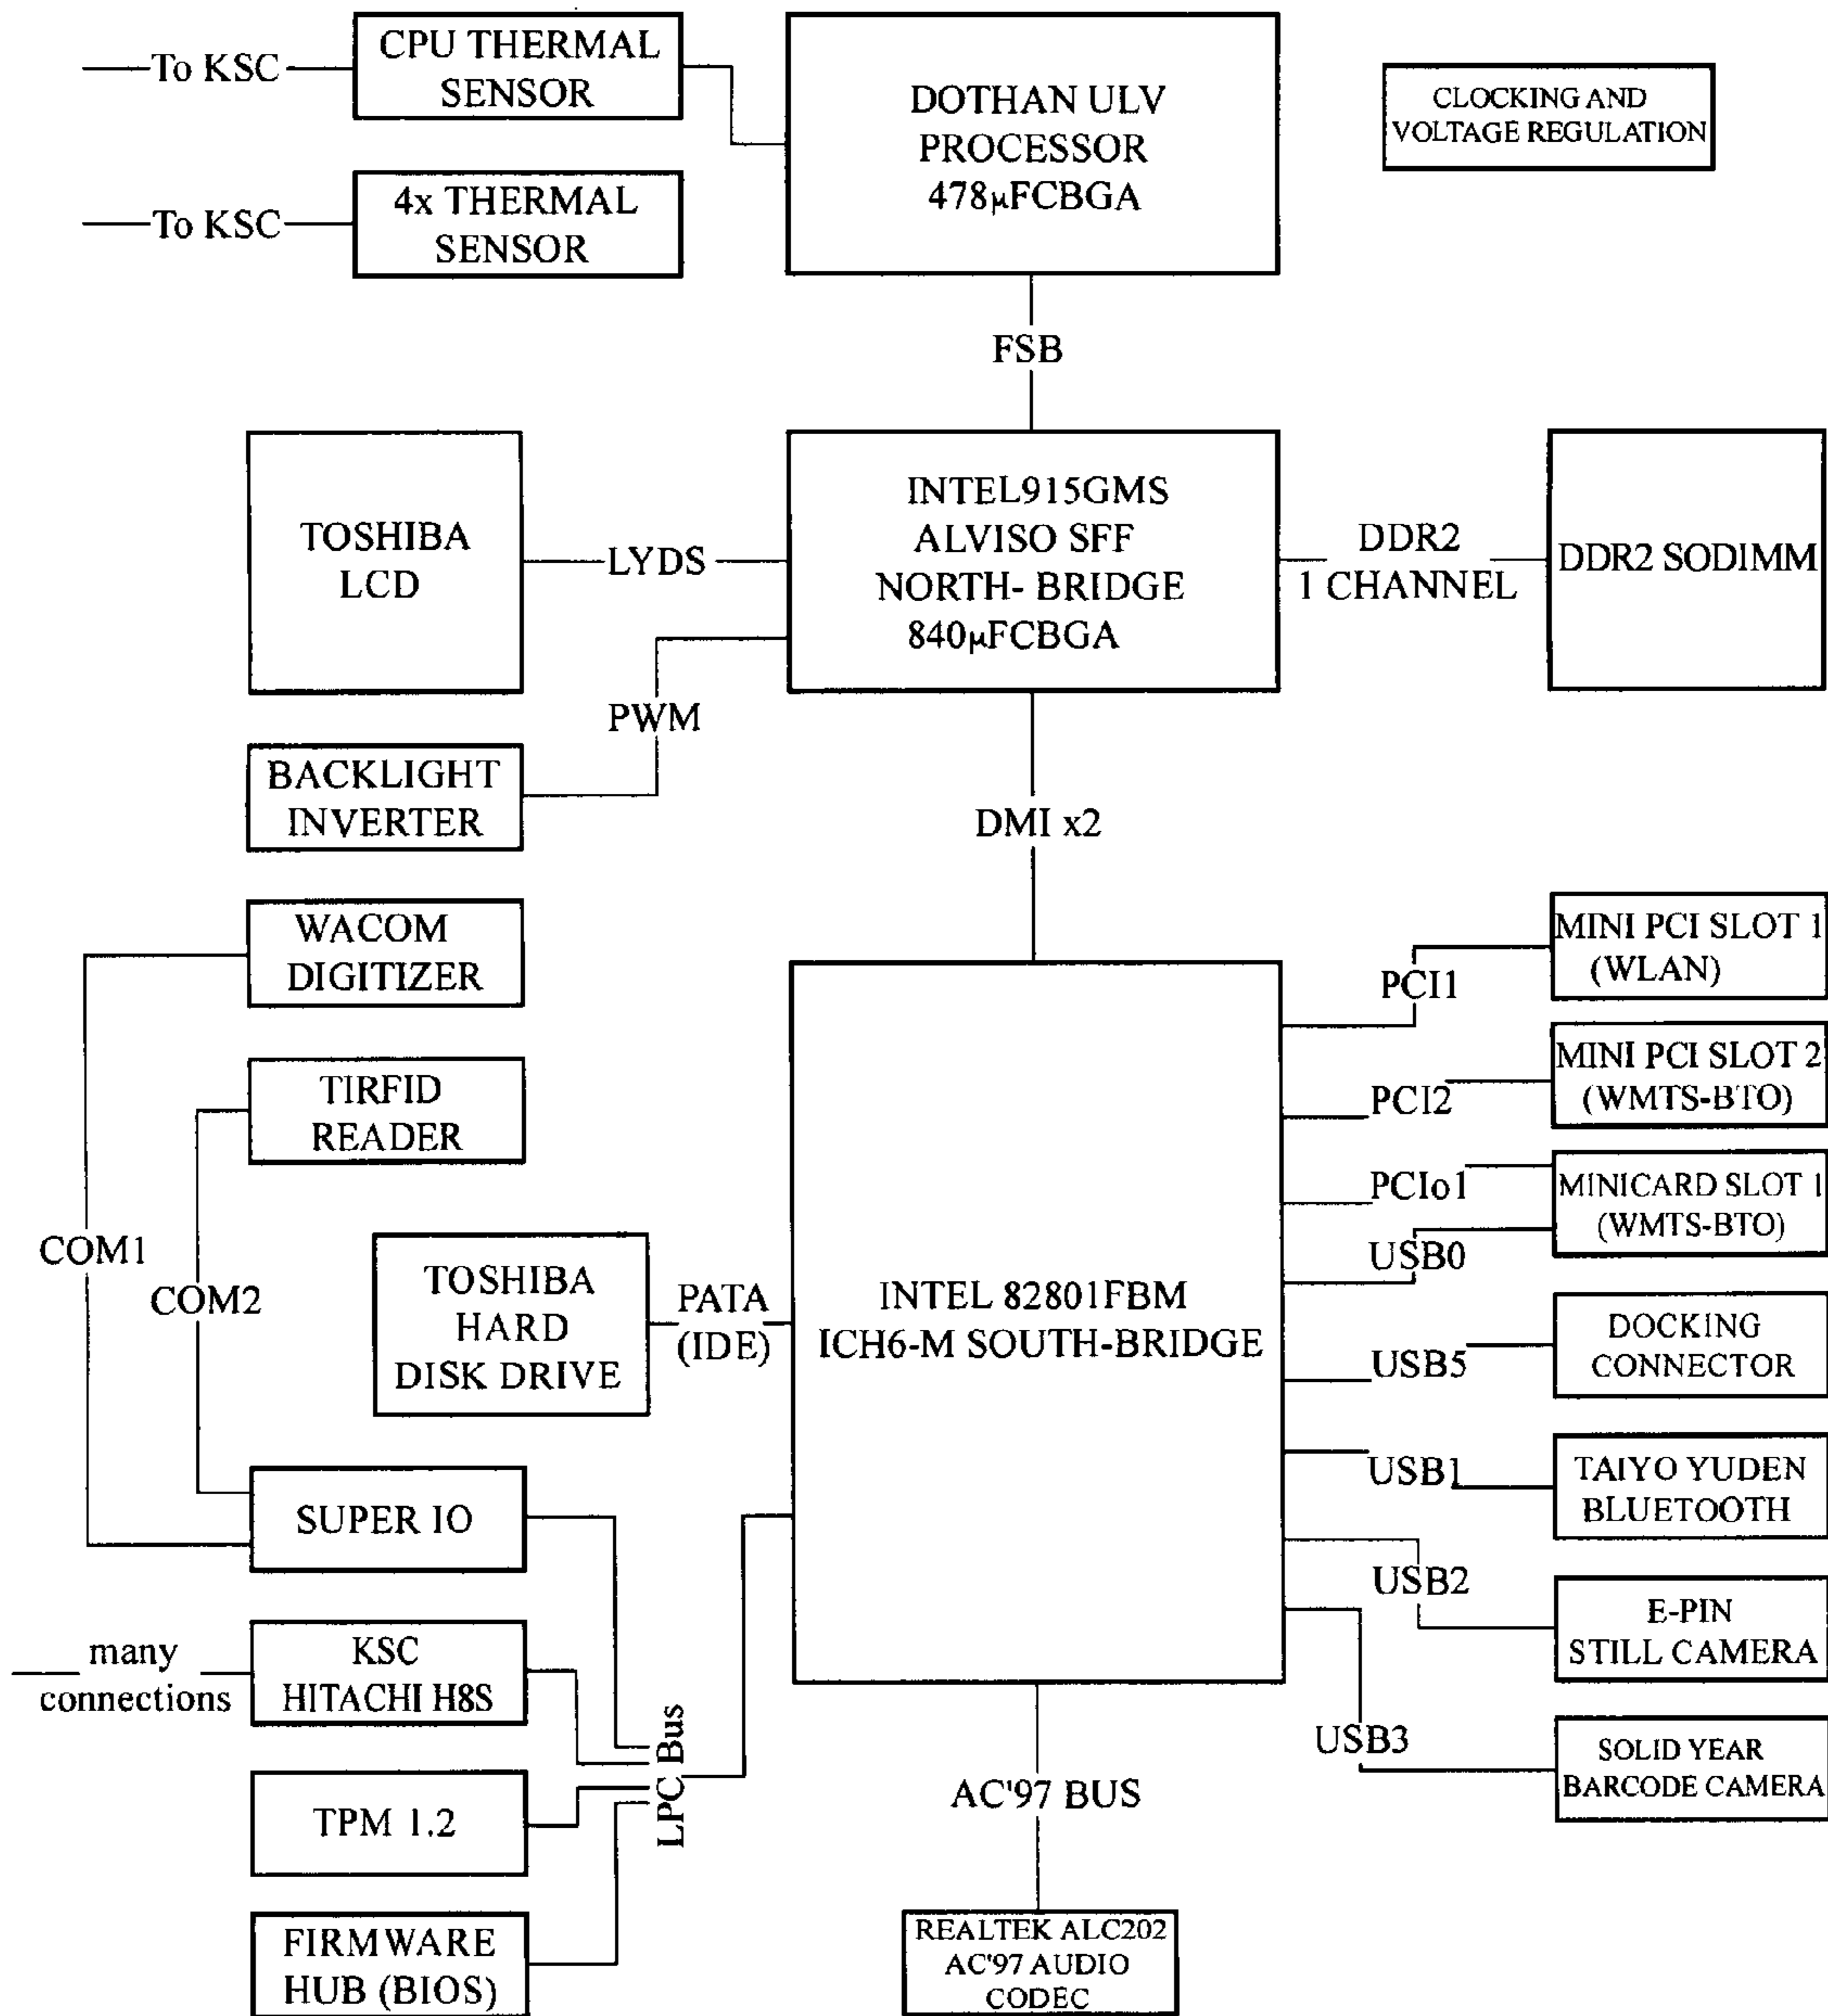 To KSC
CPU THERMAL
SENSOR
DOTHAN ULV
PROCESSOR
478μFCBGA
CLOCKING AND
VOLTAGE REGULATION
To KSC
4x THERMAL
SENSOR
FSB
TOSHIBA
LCD
LYDS
INTEL915GMS
ALVISO SFF
NORTH- BRIDGE
840μFCBGA
DDR2
1 CHANNEL
DDR2 SODIMM
PWM
BACKLIGHT
INVERTER
DMI x2
WACOM
DIGITIZER
TIRFID
READER
COM1
COM2
TOSHIBA
HARD
DISK DRIVE
PATA
(IDE)
INTEL 82801FBM
ICH6-M SOUTH-BRIDGE
PCI1
MINI PCI SLOT 1
(WLAN)
PCI2
MINI PCI SLOT 2
(WMTS-BTO)
PCIo1
MINICARD SLOT 1
(WMTS-BTO)
USB0
USB5
DOCKING
CONNECTOR
USB1
TAIYO YUDEN
BLUETOOTH
USB2
E-PIN
STILL CAMERA
USB3
SOLID YEAR
BARCODE CAMERA
SUPER IO
many
connections
KSC
HITACHI H8S
LPC Bus
TPM 1.2
FIRMWARE
HUB (BIOS)
AC'97 BUS
REALTEK ALC202
AC'97 AUDIO
CODEC